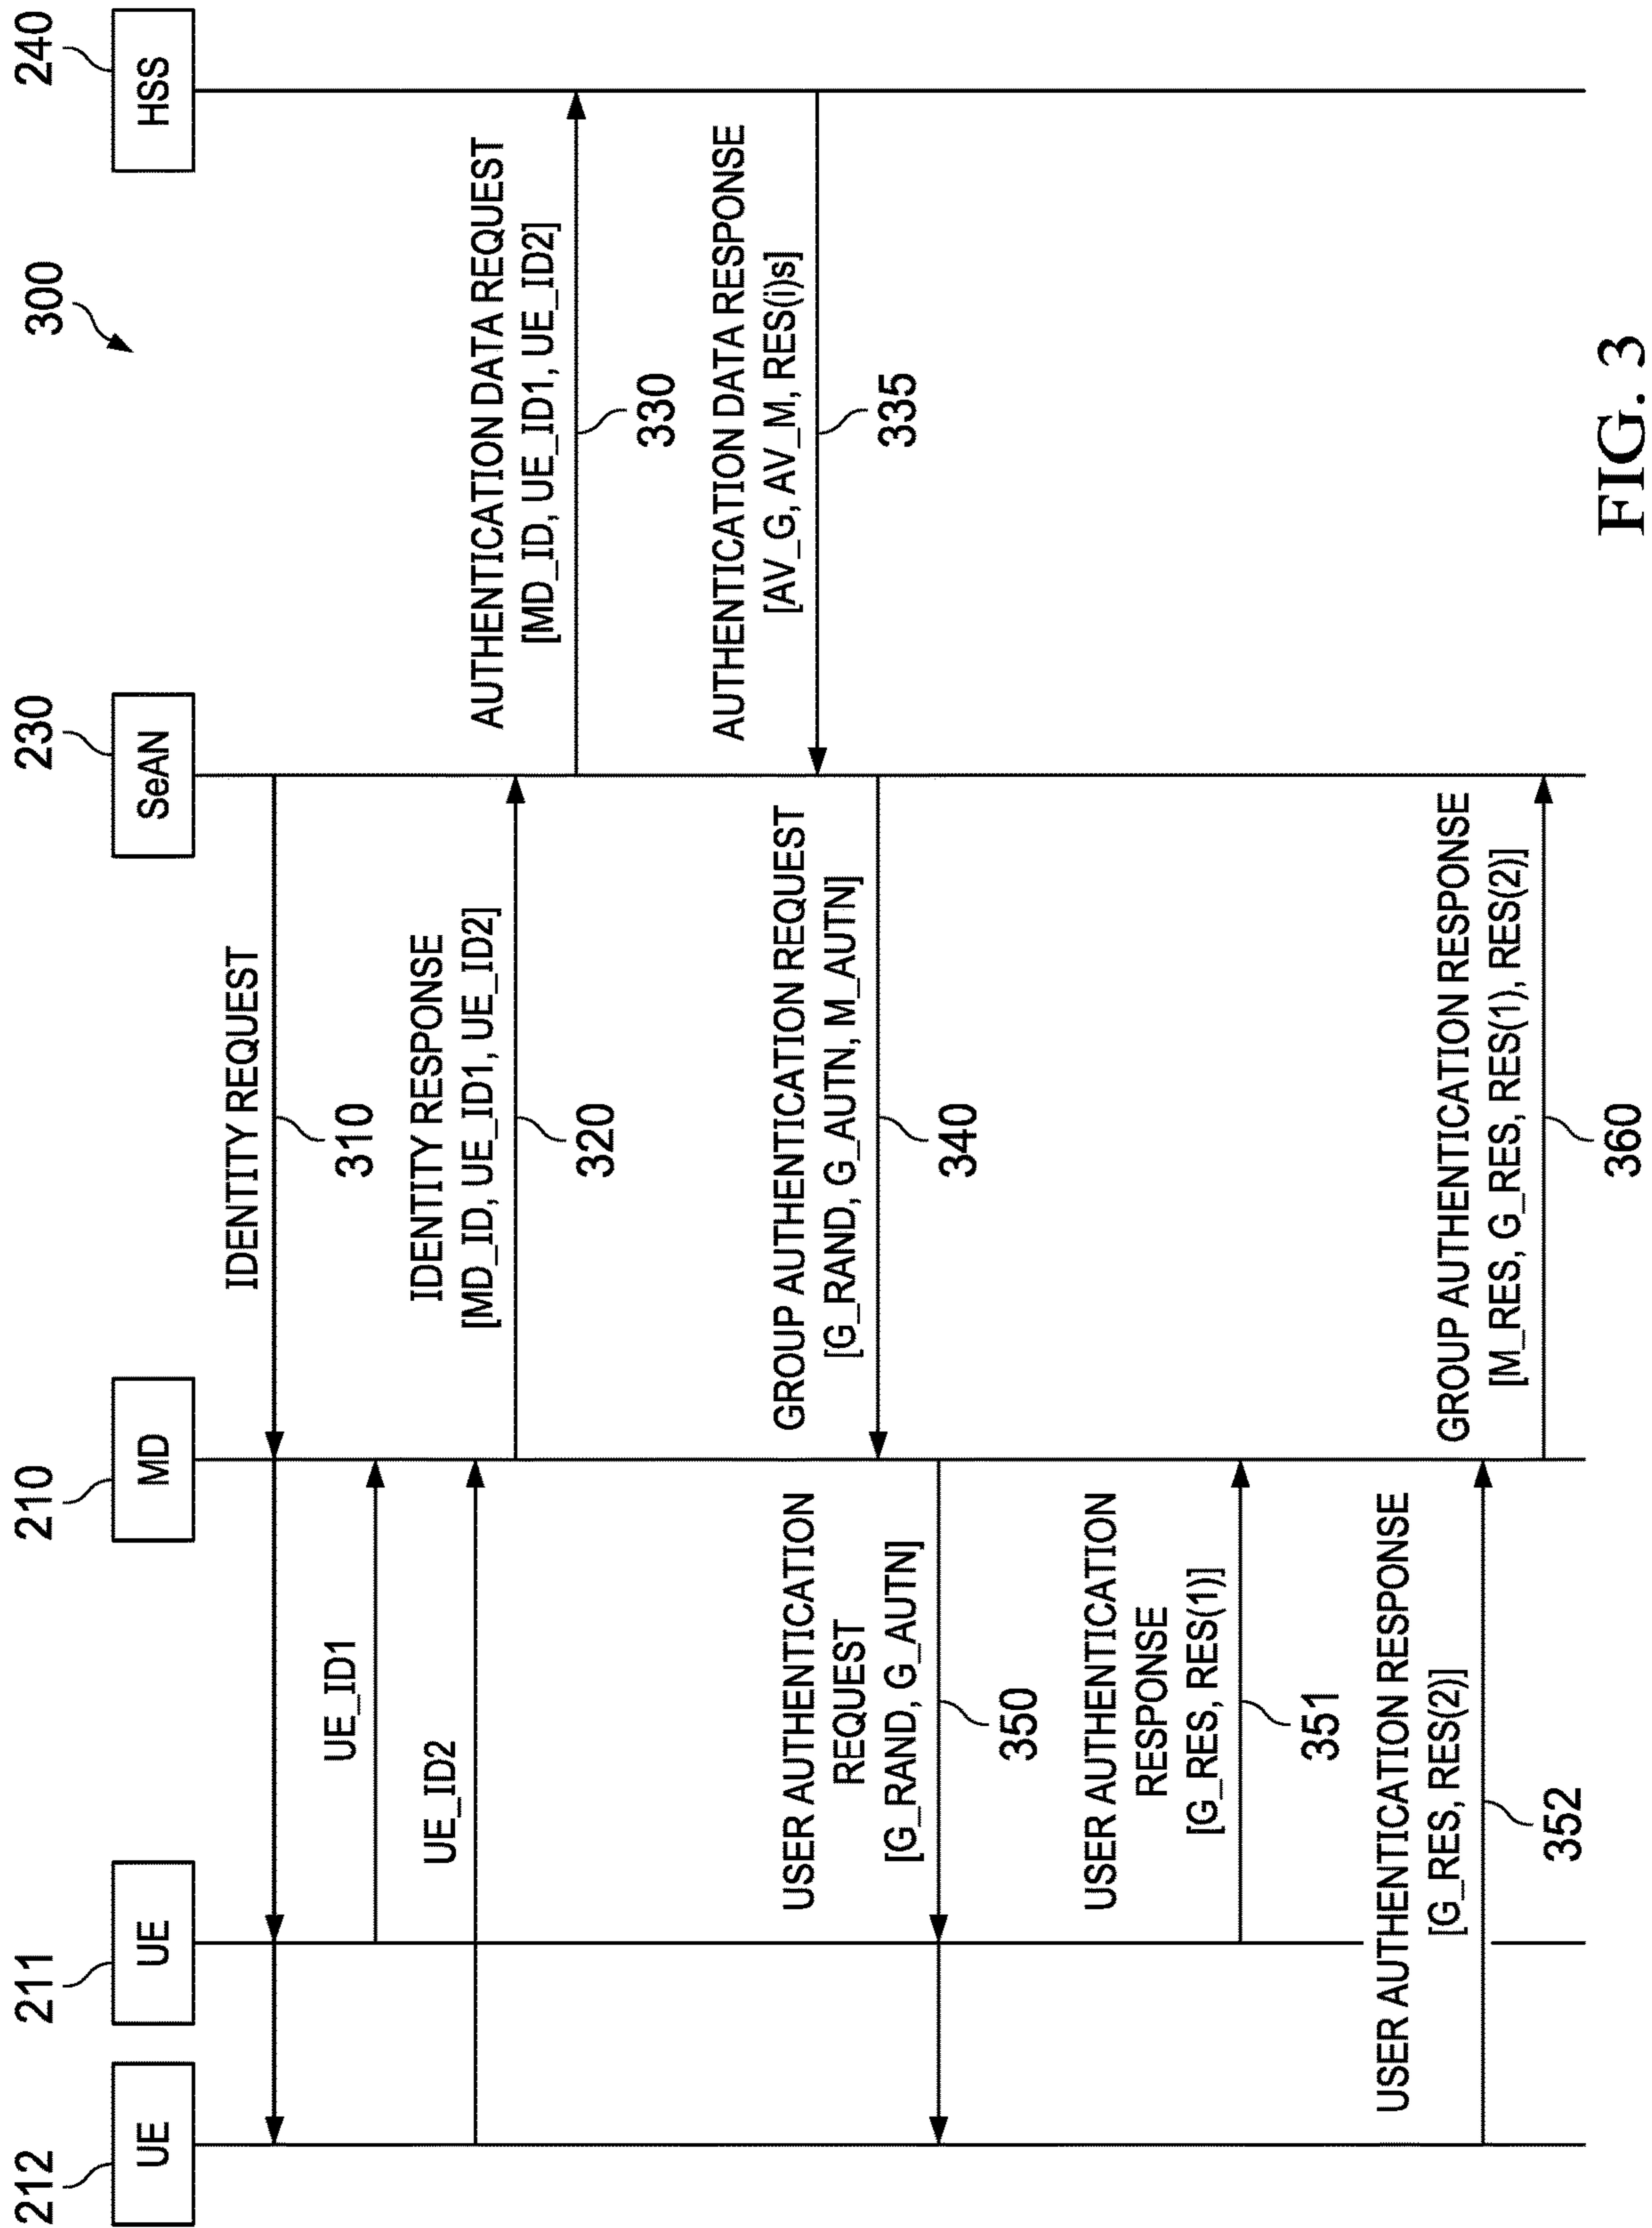 300
212
UE
211
UE
210
MD
230
SeAN
240
HSS
IDENTITY REQUEST
310
UE_ID1
UE_ID2
IDENTITY RESPONSE
[MD_ID, UE_ID1, UE_ID2]
320
AUTHENTICATION DATA REQUEST
[MD_ID, UE_ID1, UE_ID2]
330
AUTHENTICATION DATA RESPONSE
[AV_G, AV_M, RES(i)s]
335
GROUP AUTHENTICATION REQUEST
[G_RAND, G_AUTN, M_AUTN]
340
USER AUTHENTICATION
REQUEST
[G_RAND, G_AUTN]
350
USER AUTHENTICATION
RESPONSE
[G_RES, RES(1)]
351
USER AUTHENTICATION RESPONSE
[G_RES, RES(2)]
352
GROUP AUTHENTICATION RESPONSE
[M_RES, G_RES, RES(1), RES(2)]
360
FIG. 3